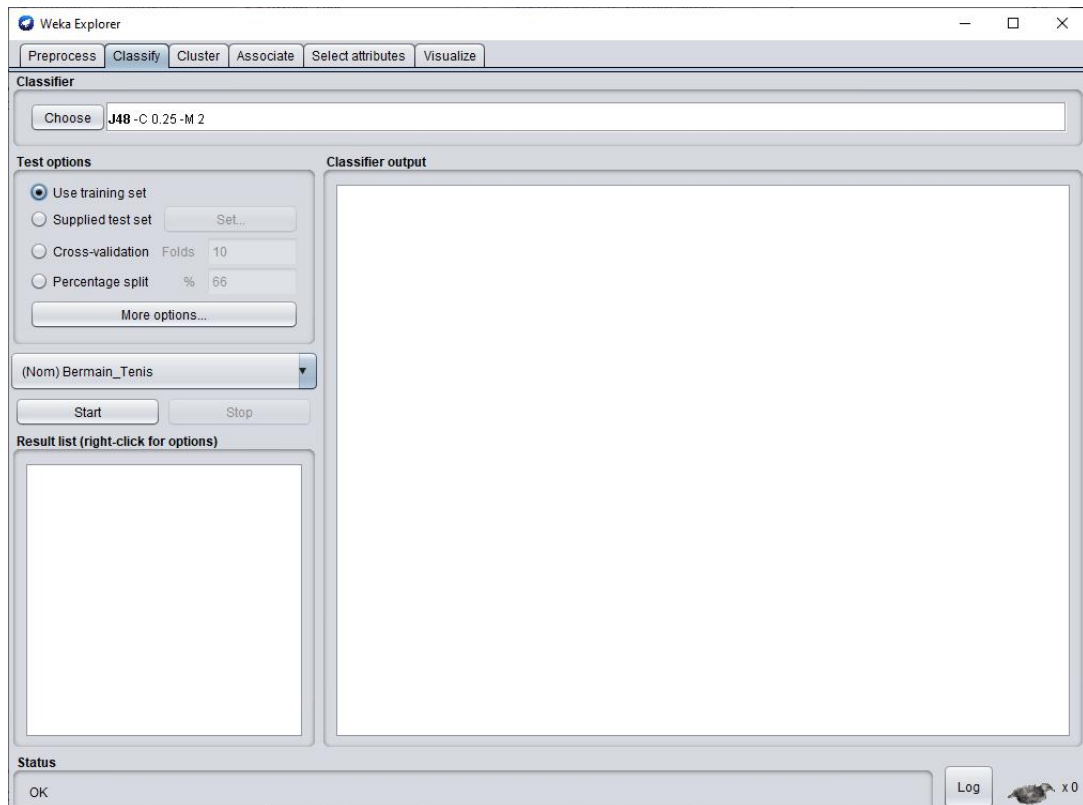 Weka Explorer
Preprocess Classify Cluster Associate Select attributes Visualize
Classifier
Choose J48 -C 0.25 -M 2
Test options
Use training set
Supplied test set Set...
Cross-validation Folds 10
Percentage split % 66
More options...
(Nom) Bermain_Tenis
Start Stop
Result list (right-click for options)
Classifier output
Status
OK
Log x 0